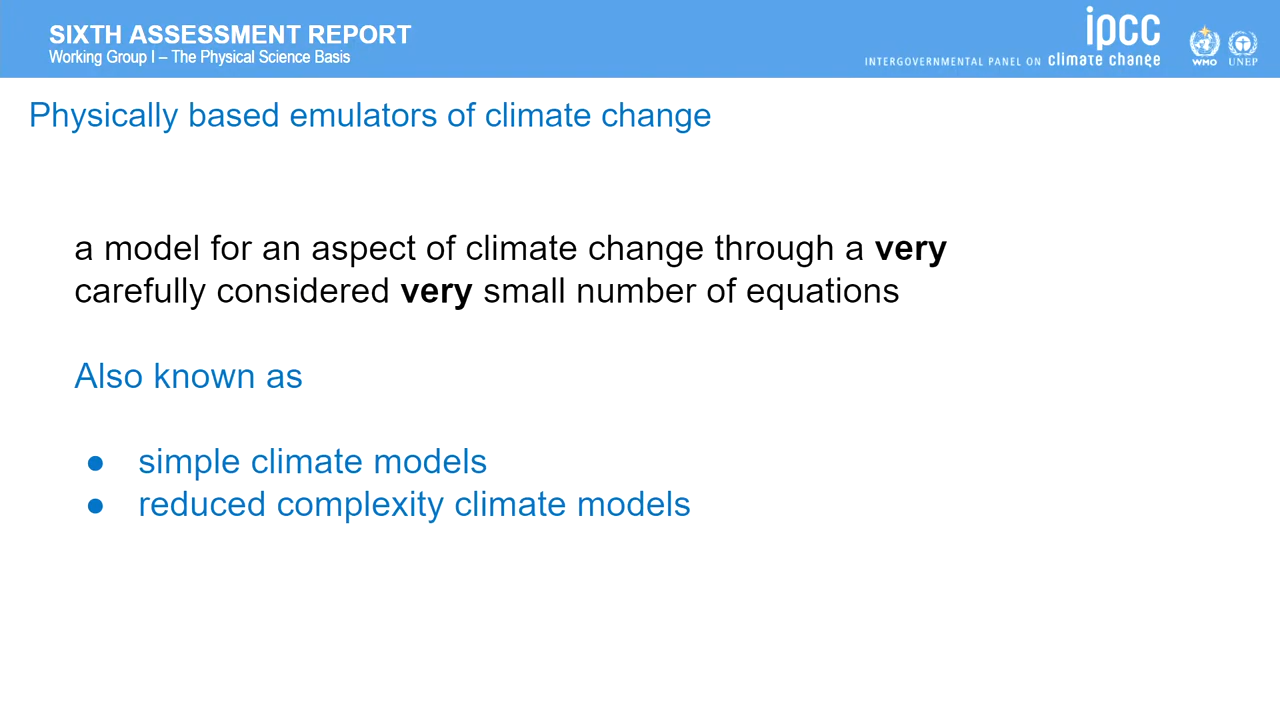 SIXTH ASSESSMENT REPORT
Working Group I – The Physical Science Basis
ipcc
INTERGOVERNMENTAL PANEL ON climate change
WMO
UNEP
Physically based emulators of climate change
a model for an aspect of climate change through a very
carefully considered very small number of equations
Also known as
● simple climate models
● reduced complexity climate models